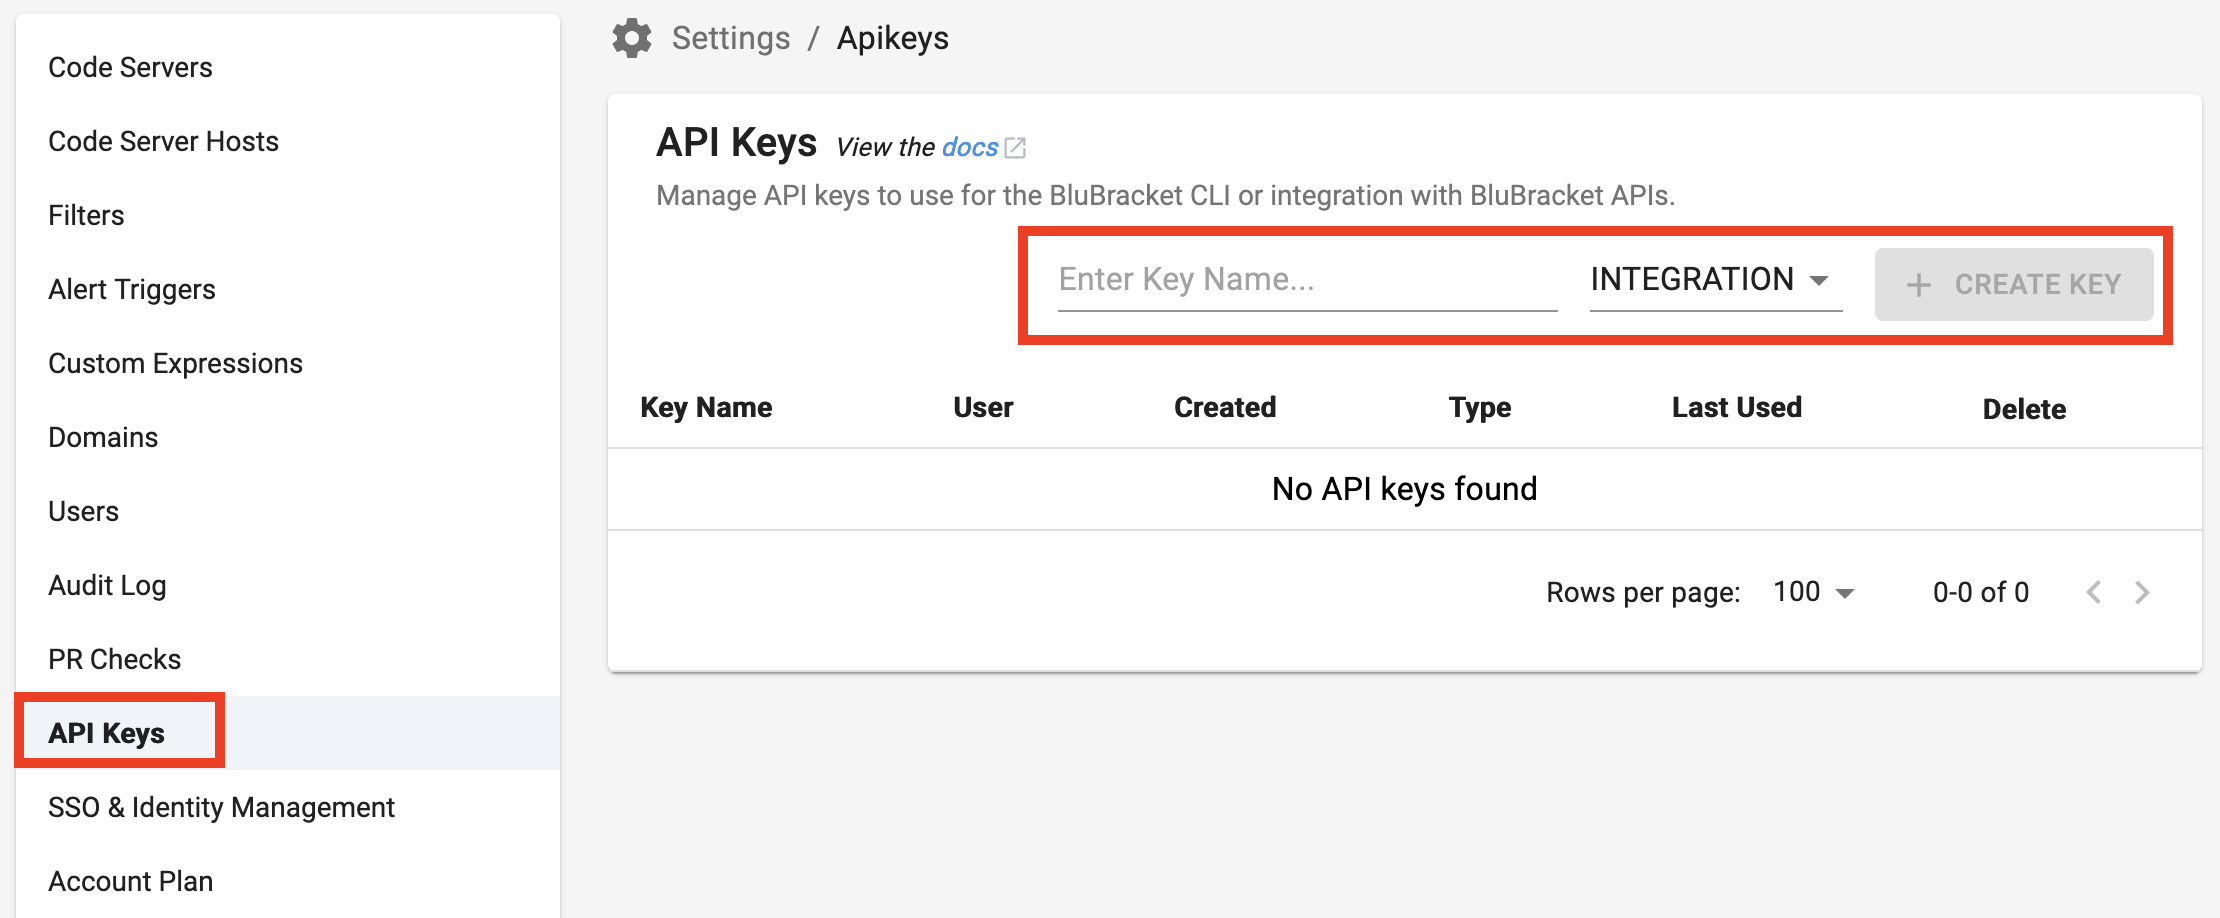 Code Servers
Code Server Hosts
Filters
Alert Triggers
Custom Expressions
Domains
Users
Audit Log
PR Checks
API Keys
SSO & Identity Management
Account Plan
Settings / Apikeys
API Keys View the docs
Manage API keys to use for the BluBracket CLI or integration with BluBracket APIs.
Enter Key Name... INTEGRATION + CREATE KEY
Key Name User Created Type Last Used Delete
No API keys found
Rows per page: 100 0-0 of 0